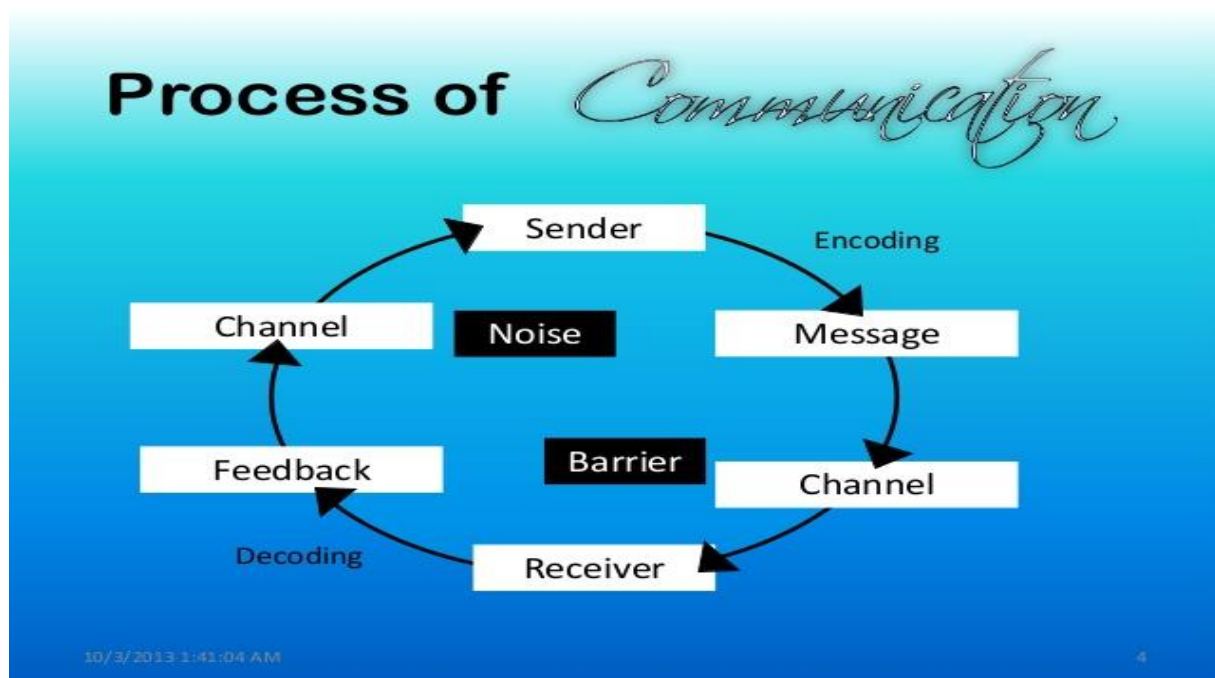 Process of Communication
Sender
Encoding
Channel
Noise
Message
Feedback
Barrier
Channel
Decoding
Receiver
10/3/2013 1:41:04 AM
4